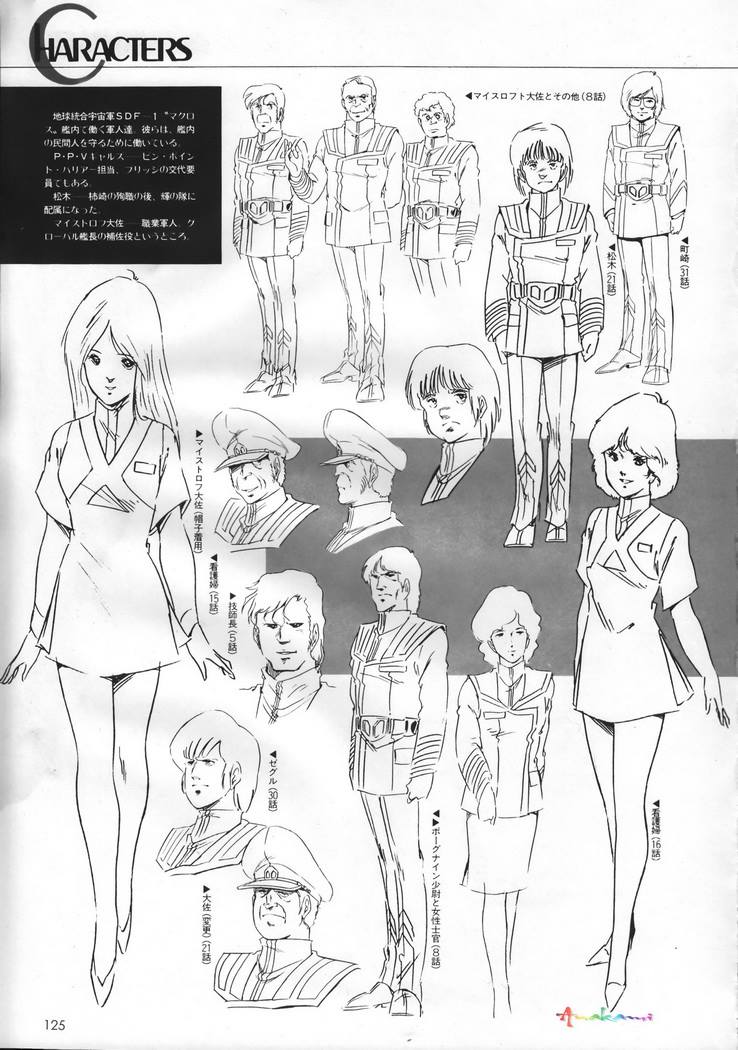 CHARACTERS
地球統合宇宙軍SDF―1“マクロ
ス〟艦内で働く軍人達。彼らは、艦内
の民間人を守るために働いている。
P・P・Vキャルス――ピン・ポイン
ト・バリアー担当、フリッシの交代要
員でもある。
松木――柿崎の殉職の後、輝の隊に
配属になった。
マイストロフ大佐――職業軍人。グ
ローバル艦長の補佐役というところ。
◀マイスロフト大佐とその他(8話)
◀町崎(31話)
◀松木(21話)
▶マイストロフ大佐(帽子着用)
◀看護婦(15話)
▶技師長(5話)
◀ゼグル(30話)
▶ボーグナイン少尉と女性士官(8話)
◀看護婦(16話)
▶大佐(変更)(21話)
125
Anakami